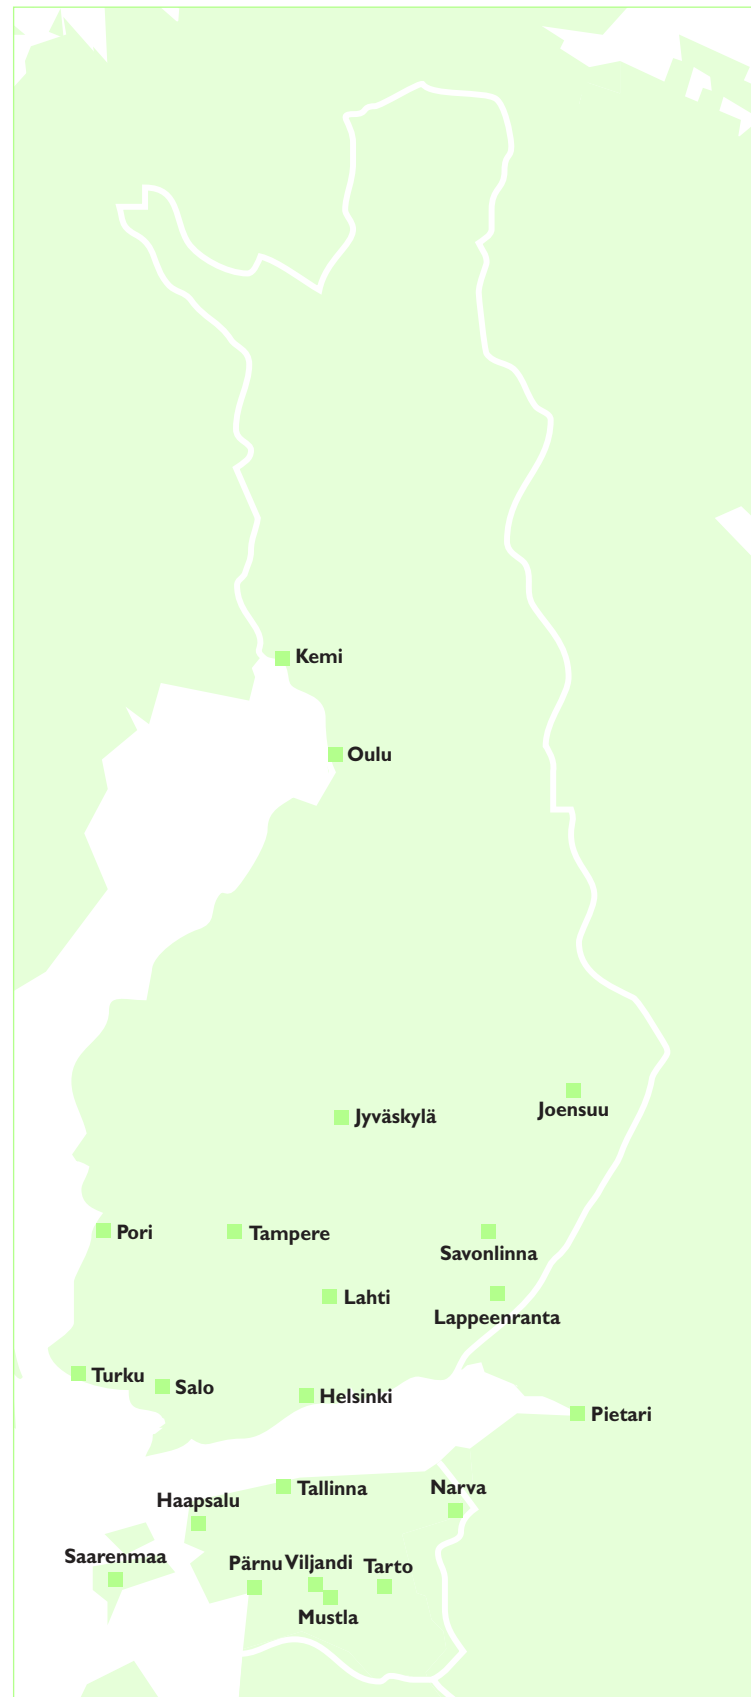 Kemi
Oulu
Joensuu
Jyväskylä
Pori
Tampere
Savonlinna
Lahti
Lappeenranta
Turku
Salo
Helsinki
Pietari
Tallinna
Narva
Haapsalu
Saarenmaa
Pärnu
Viljandi
Tarto
Mustla